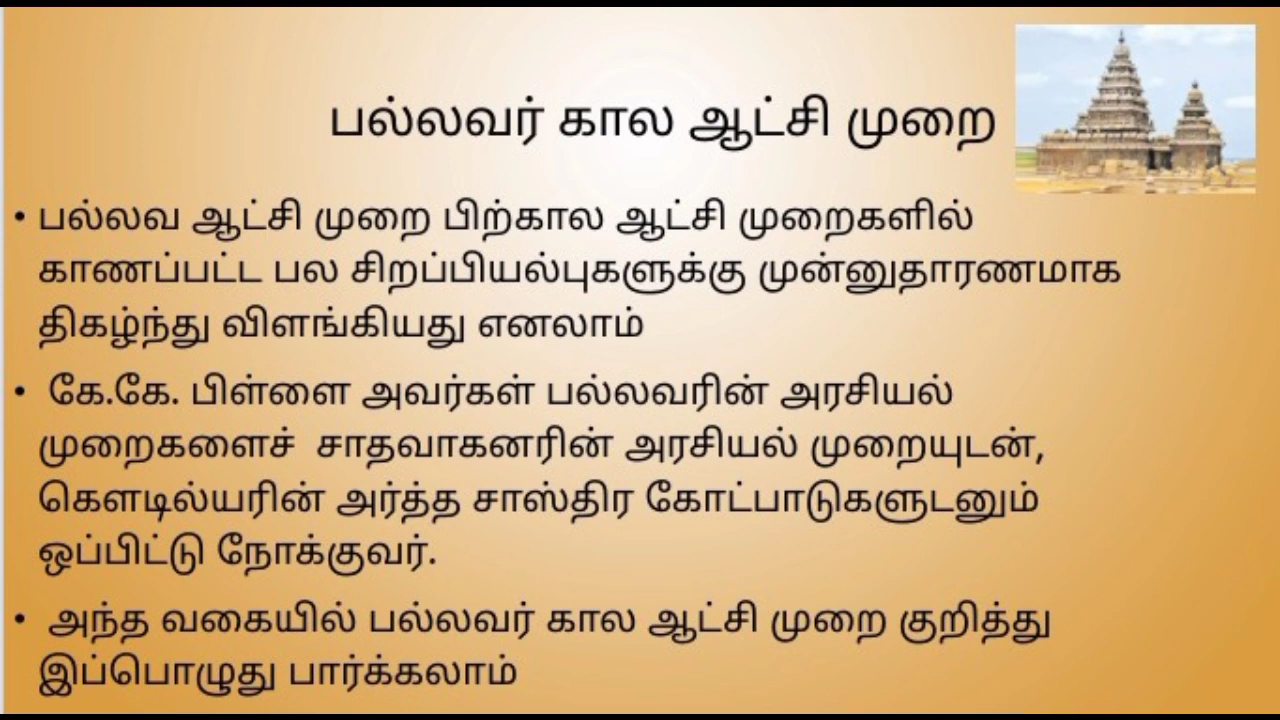 பல்லவர் கால ஆட்சி முறை
• பல்லவ ஆட்சி முறை பிற்கால ஆட்சி முறைகளில்
காணப்பட்ட பல சிறப்பியல்புகளுக்கு முன்னுதாரணமாக
திகழ்ந்து விளங்கியது எனலாம்
• கே.கே. பிள்ளை அவர்கள் பல்லவரின் அரசியல்
முறைகளைச் சாதவாகனரின் அரசியல் முறையுடன்,
கௌடில்யரின் அர்த்த சாஸ்திர கோட்பாடுகளுடனும்
ஒப்பிட்டு நோக்குவர்.
• அந்த வகையில் பல்லவர் கால ஆட்சி முறை குறித்து
இப்பொழுது பார்க்கலாம்